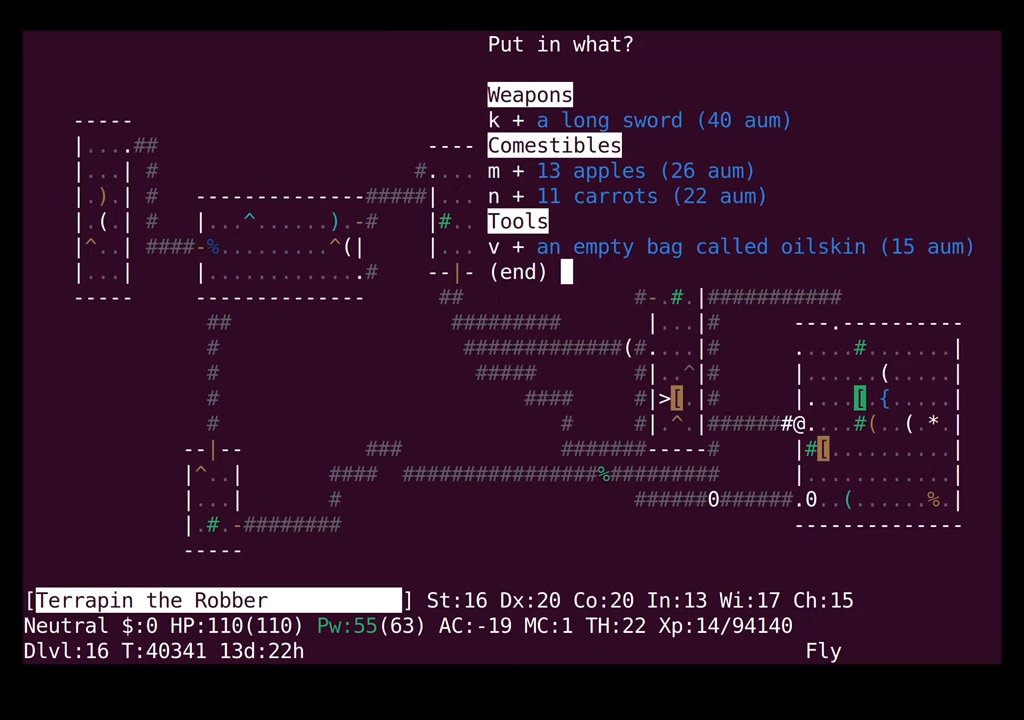 Put in what?
Weapons
k + a long sword (40 aum)
Comestibles
m + 13 apples (26 aum)
n + 11 carrots (22 aum)
Tools
v + an empty bag called oilskin (15 aum)
(end)
[Terrapin the Robber ] St:16 Dx:20 Co:20 In:13 Wi:17 Ch:15
Neutral $:0 HP:110(110) Pw:55(63) AC:-19 MC:1 TH:22 Xp:14/94140
Dlvl:16 T:40341 13d:22h Fly